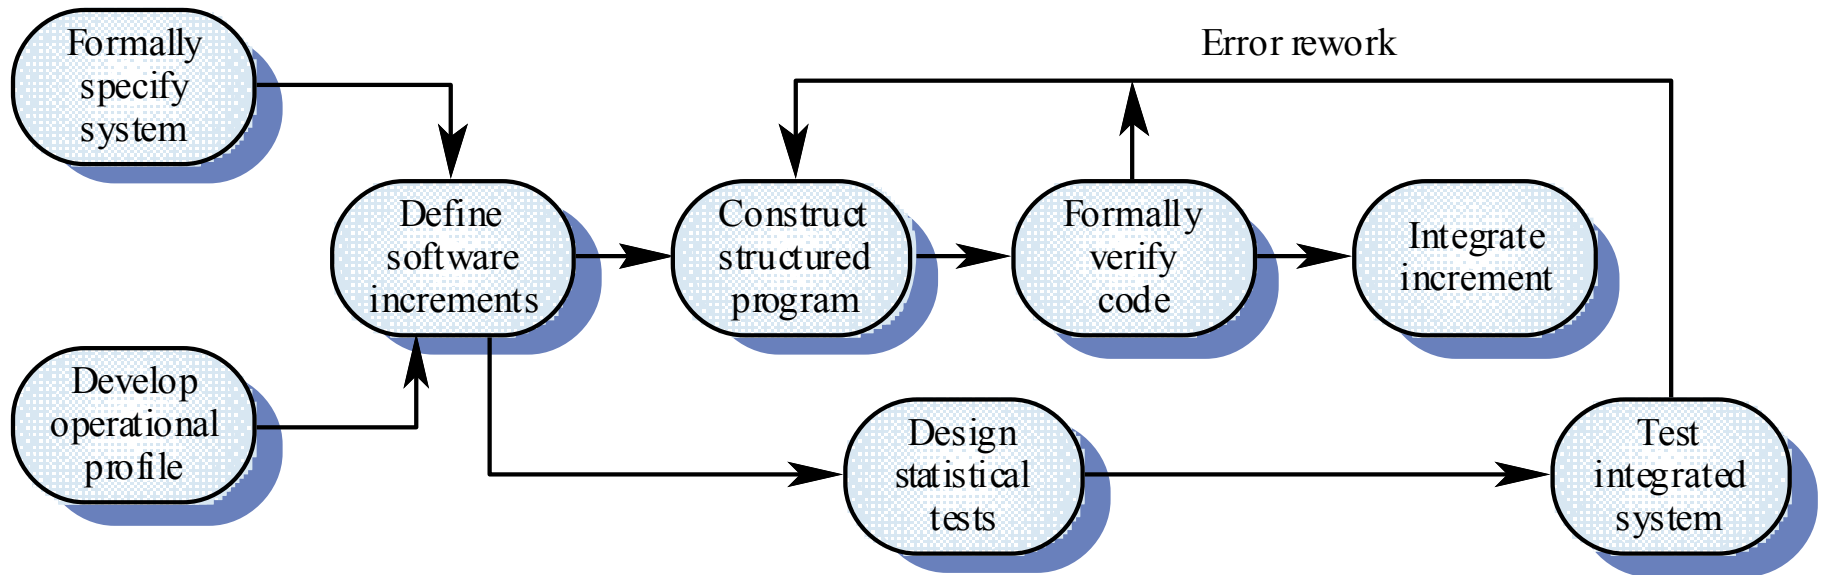 Formally
specify
system
Error rework
Define
software
increments
Construct
structured
program
Formally
verify
code
Integrate
increment
Develop
operational
profile
Design
statistical
tests
Test
integrated
system